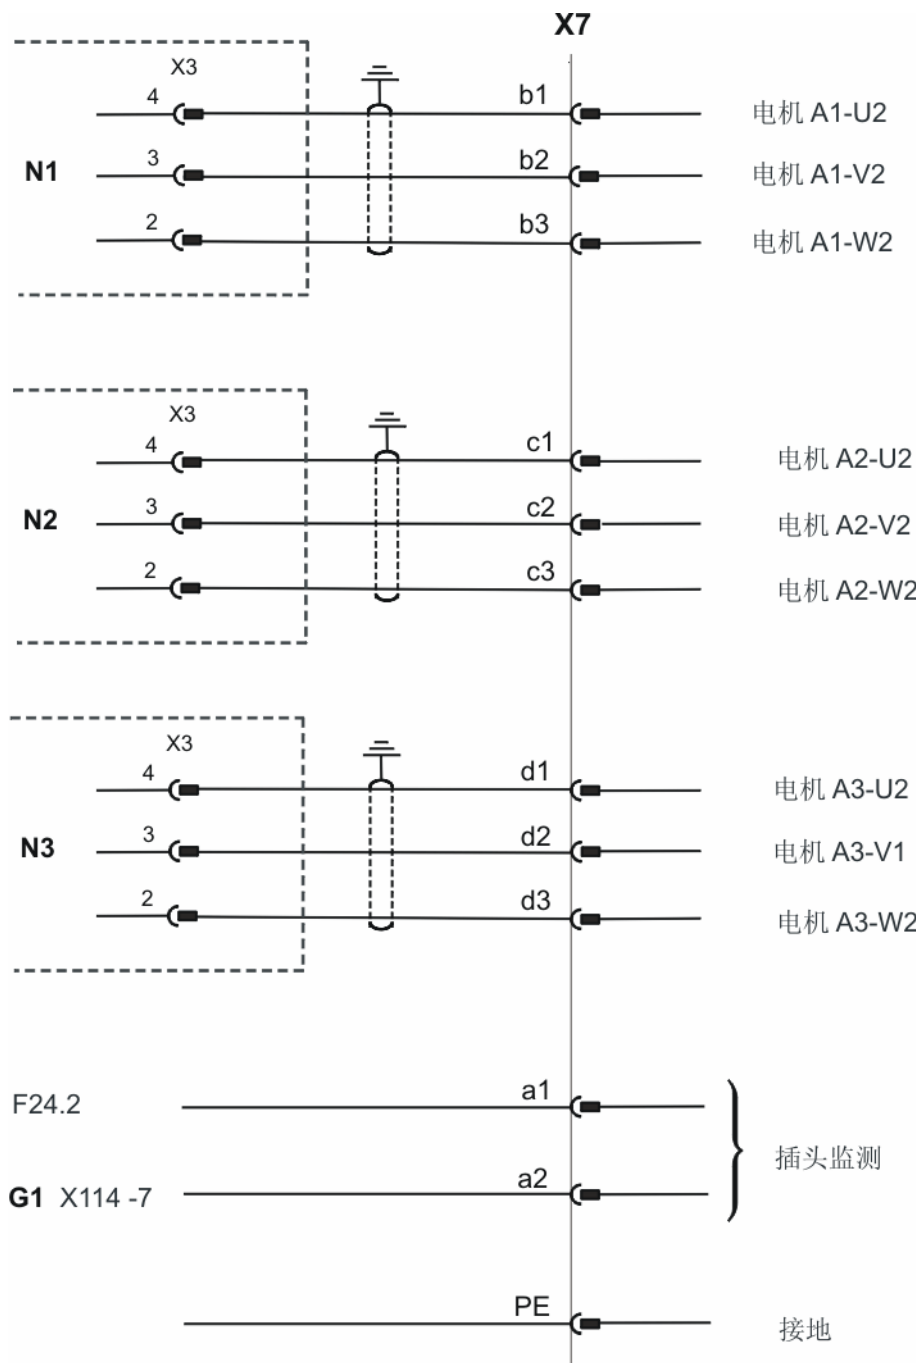 X7
X3
4 b1 电机 A1-U2
N1 3 b2 电机 A1-V2
2 b3 电机 A1-W2
X3
4 c1 电机 A2-U2
N2 3 c2 电机 A2-V2
2 c3 电机 A2-W2
X3
4 d1 电机 A3-U2
N3 3 d2 电机 A3-V1
2 d3 电机 A3-W2
F24.2 a1
插头监测
G1 X114 -7 a2
PE 接地